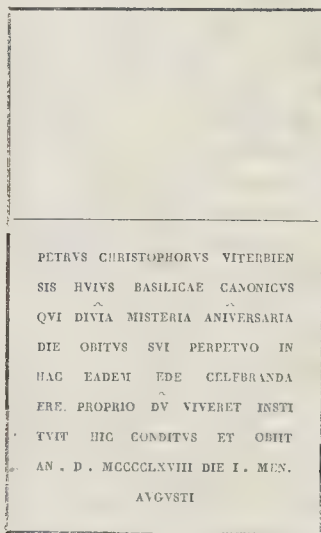 PETRVS CHRISTOPHORVS VITERBIEN
SIS HVIVS BASILICAE CANONICVS
QVI DIVIA MISTERIA ANIVERSARIA
DIE OBITVS SVI PERPETVO IN
HAC EADEM EDE CELEBRANDA
ERE. PROPRIO DV VIVERET INSTI
TVIT HIC CONDITVS ET OBIIT
AN . D . MCCCCLXVIII DIE I . MEN.
AVGVSTI